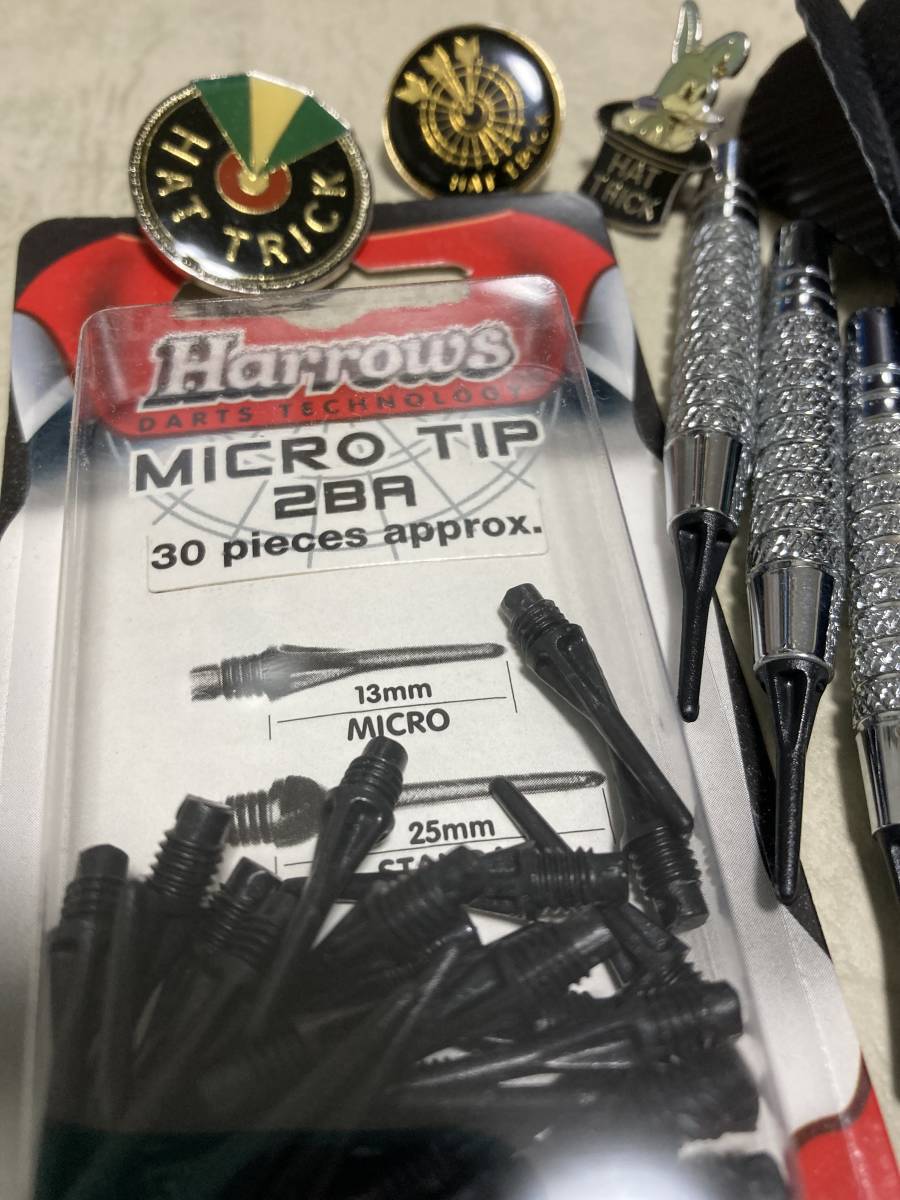 HAT TRICK
HAT TRICK
HAT
TRICK
Harrows
DARTS TECHNOLOGY
MICRO TIP
2BA
30 pieces approx.
13mm
MICRO
25mm